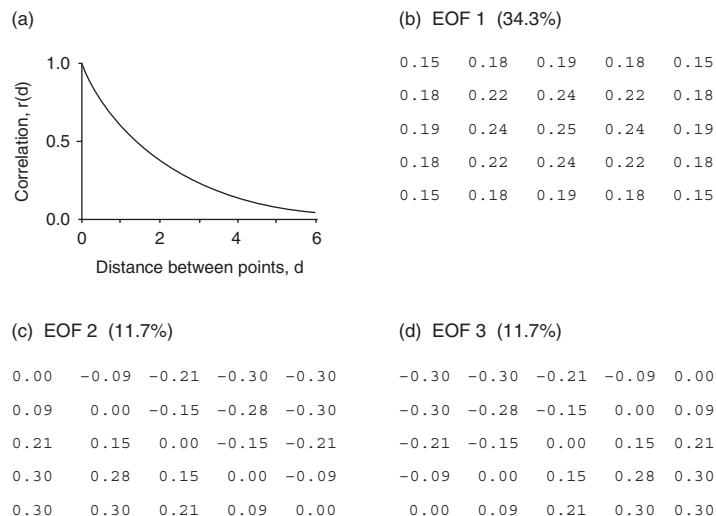 (a)
Correlation, r(d)
1.0
0.5
0.0
0 2 4 6
Distance between points, d
(b) EOF 1 (34.3%)
0.15 0.18 0.19 0.18 0.15
0.18 0.22 0.24 0.22 0.18
0.19 0.24 0.25 0.24 0.19
0.18 0.22 0.24 0.22 0.18
0.15 0.18 0.19 0.18 0.15
(c) EOF 2 (11.7%)
0.00 −0.09 −0.21 −0.30 −0.30
0.09 0.00 −0.15 −0.28 −0.30
0.21 0.15 0.00 −0.15 −0.21
0.30 0.28 0.15 0.00 −0.09
0.30 0.30 0.21 0.09 0.00
(d) EOF 3 (11.7%)
−0.30 −0.30 −0.21 −0.09 0.00
−0.30 −0.28 −0.15 0.00 0.09
−0.21 −0.15 0.00 0.15 0.21
−0.09 0.00 0.15 0.28 0.30
0.00 0.09 0.21 0.30 0.30